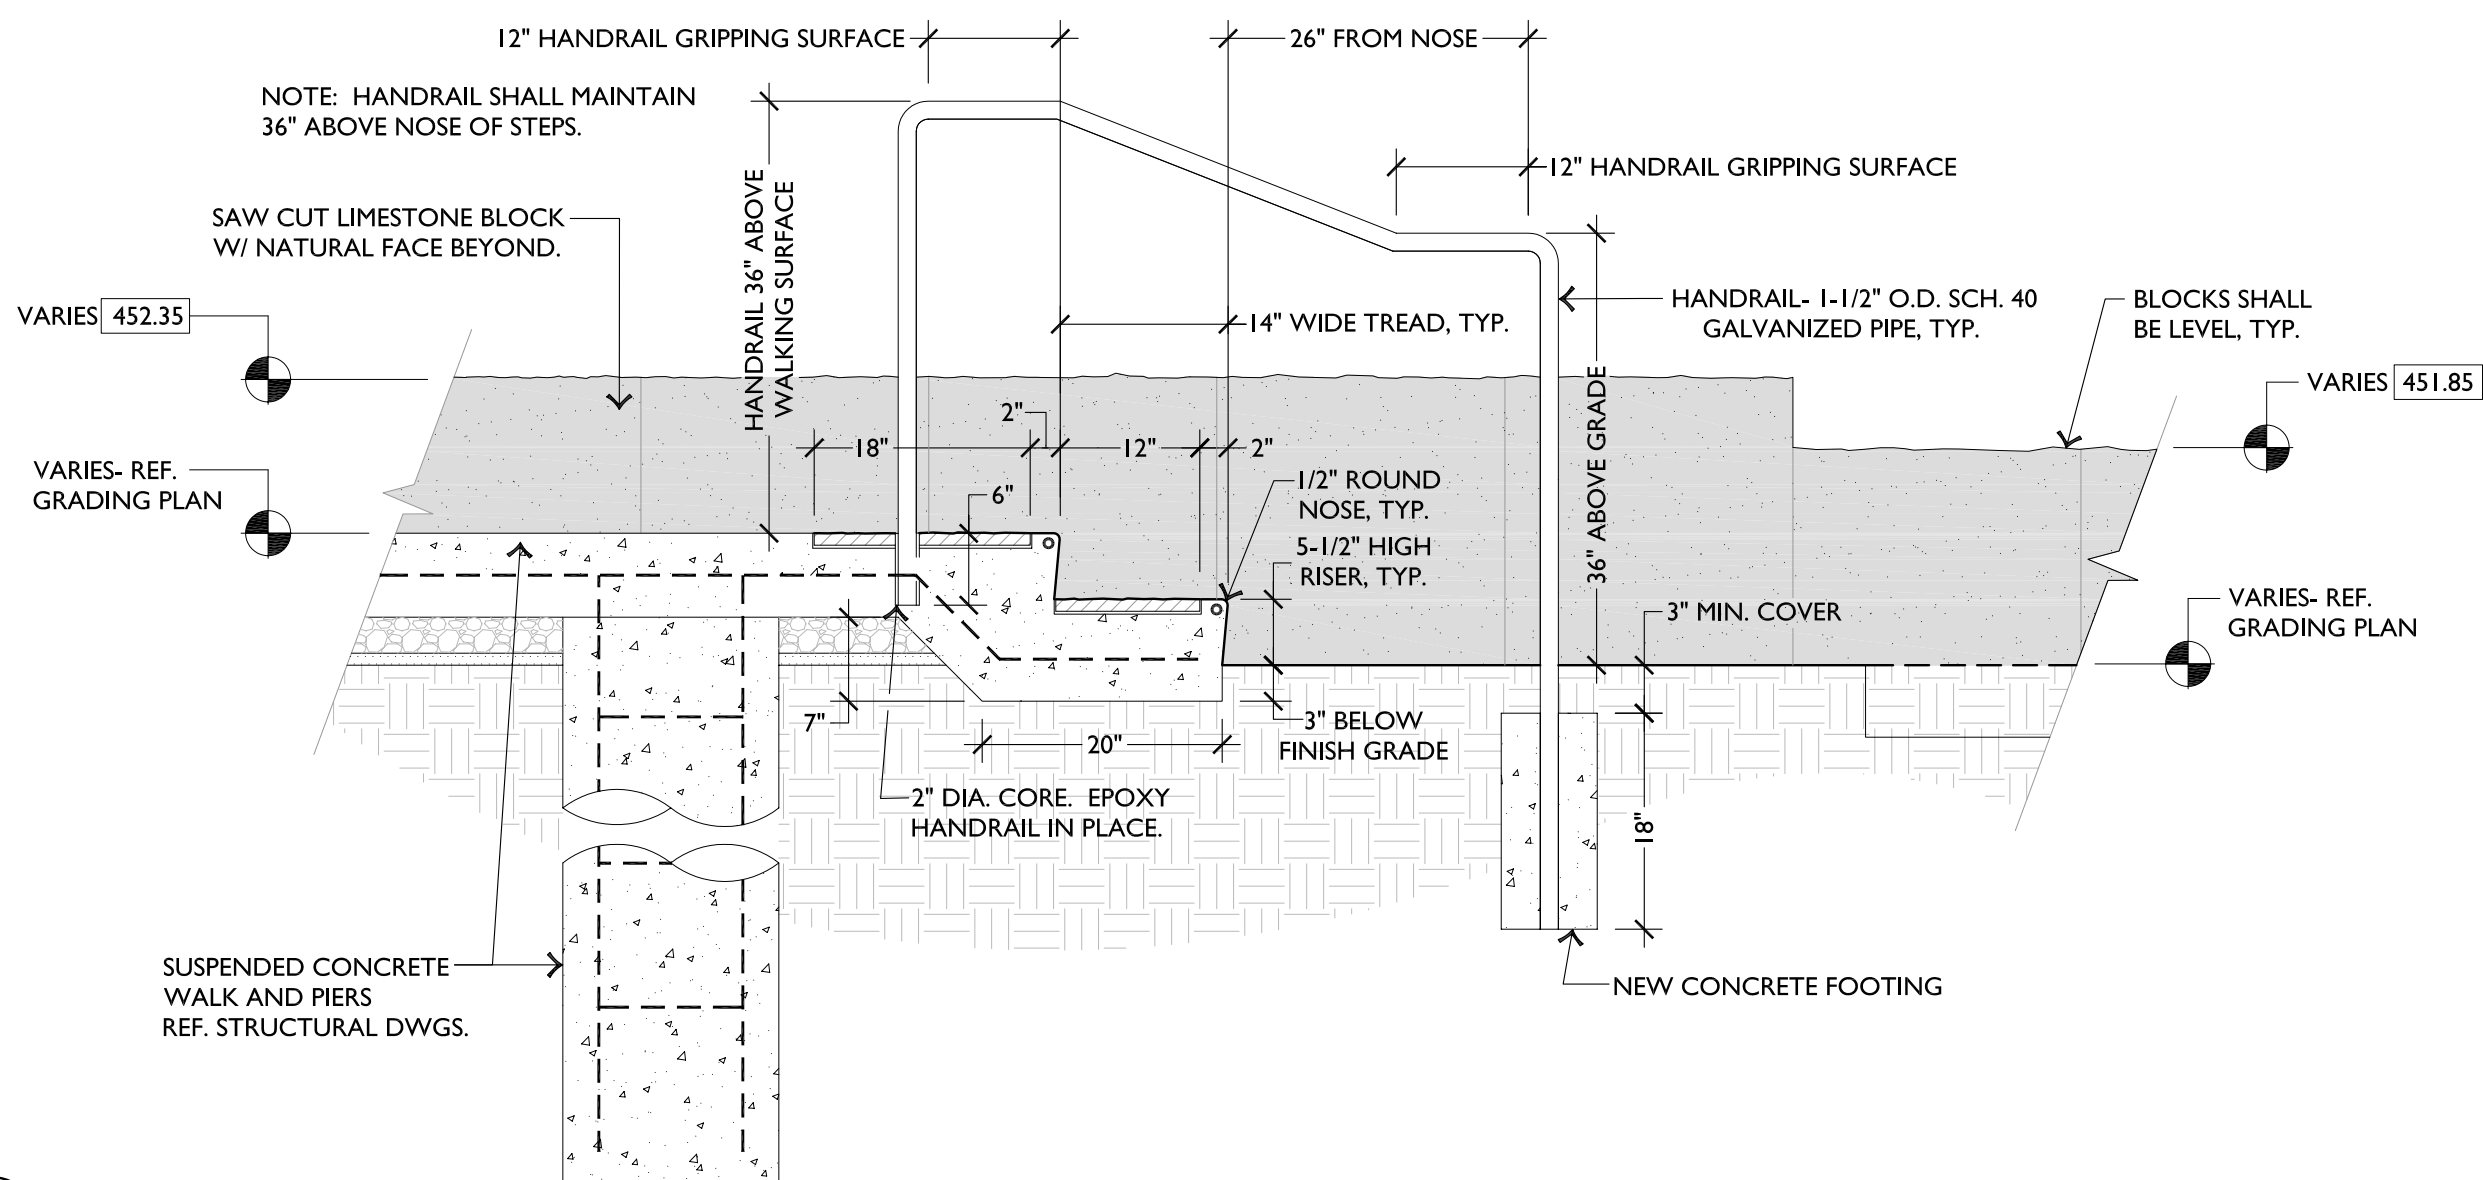 12" HANDRAIL GRIPPING SURFACE
26" FROM NOSE
NOTE: HANDRAIL SHALL MAINTAIN
36" ABOVE NOSE OF STEPS.
12" HANDRAIL GRIPPING SURFACE
HANDRAIL 36" ABOVE
WALKING SURFACE
SAW CUT LIMESTONE BLOCK
W/ NATURAL FACE BEYOND.
VARIES 452.35
14" WIDE TREAD, TYP.
HANDRAIL- 1-1/2" O.D. SCH. 40
GALVANIZED PIPE, TYP.
BLOCKS SHALL
BE LEVEL, TYP.
VARIES 451.85
36" ABOVE GRADE
2"
18"
12"
2"
VARIES- REF.
GRADING PLAN
6"
1/2" ROUND
NOSE, TYP.
5-1/2" HIGH
RISER, TYP.
3" MIN. COVER
VARIES- REF.
GRADING PLAN
7"
20"
3" BELOW
FINISH GRADE
2" DIA. CORE. EPOXY
HANDRAIL IN PLACE.
18"
SUSPENDED CONCRETE
WALK AND PIERS
REF. STRUCTURAL DWGS.
NEW CONCRETE FOOTING